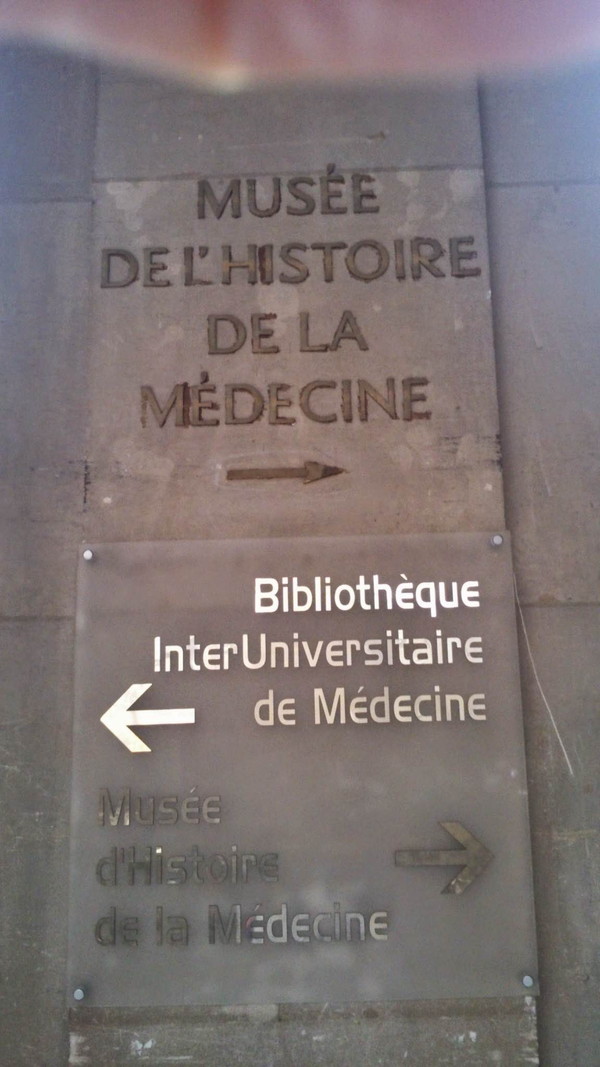 MUSÉE
DE L'HISTOIRE
DE LA
MÉDECINE
Bibliothèque
InterUniversitaire
de Médecine
Musée
d'Histoire
de la Médecine